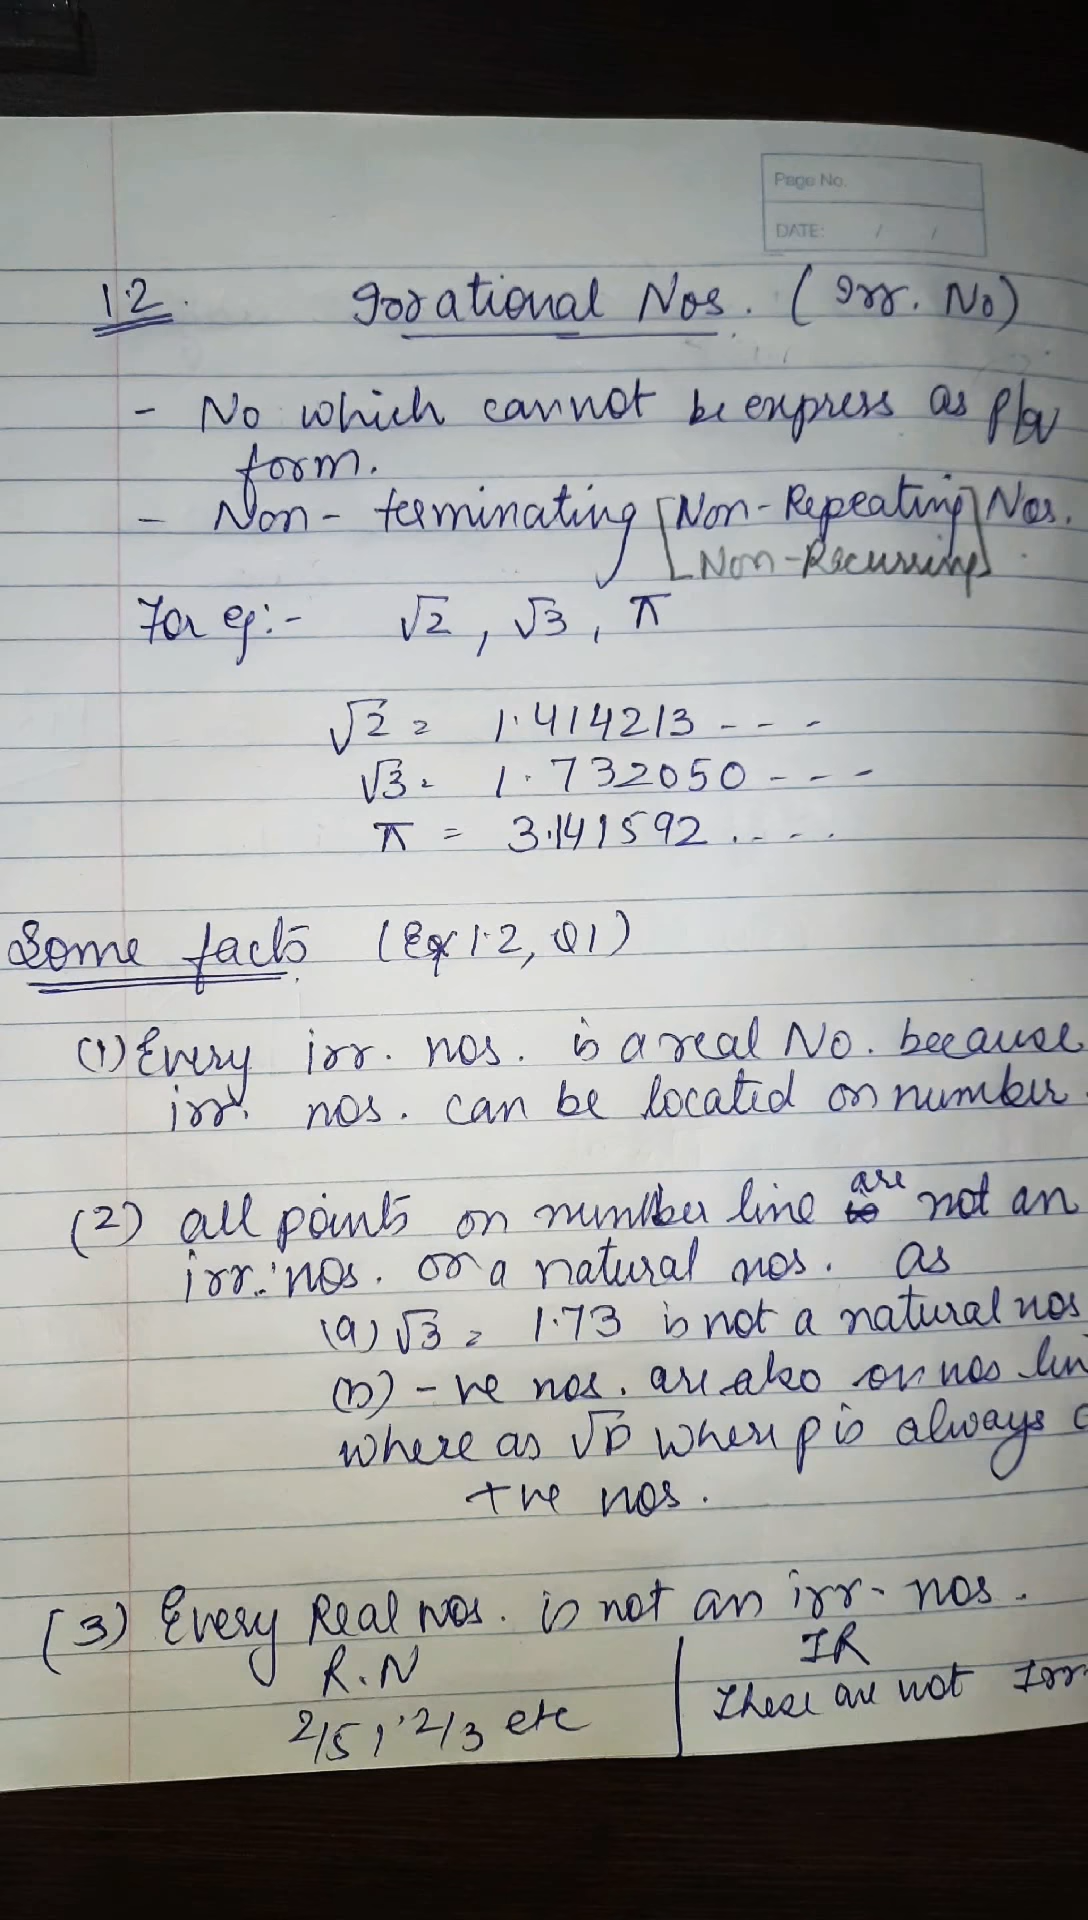 Page No.
DATE: / /
1.2. Irrational Nos. (Irr. No)
- No which cannot be express as p/q
form.
- Non-terminating [Non-Repeating] Nos.
[Non-Recurring]
For eg:- √2, √3, π
√2 = 1.414213 - - -
√3 = 1.732050 - - -
π = 3.141592 . - - .
Some facts (Ex 1.2, Q1)
(1) Every irr. nos. is a real No. because
irr. nos. can be located on number
(2) all points on number line are not an
irr. nos. or a natural nos. as
(a) √3 = 1.73 is not a natural nos
(b) -ve nos. are also on nos lin
where as √p where p is always a
+ve nos.
(3) Every Real nos. is not an irr- nos.
R.N | IR
2/5, 2/3 etc | These are not Irr